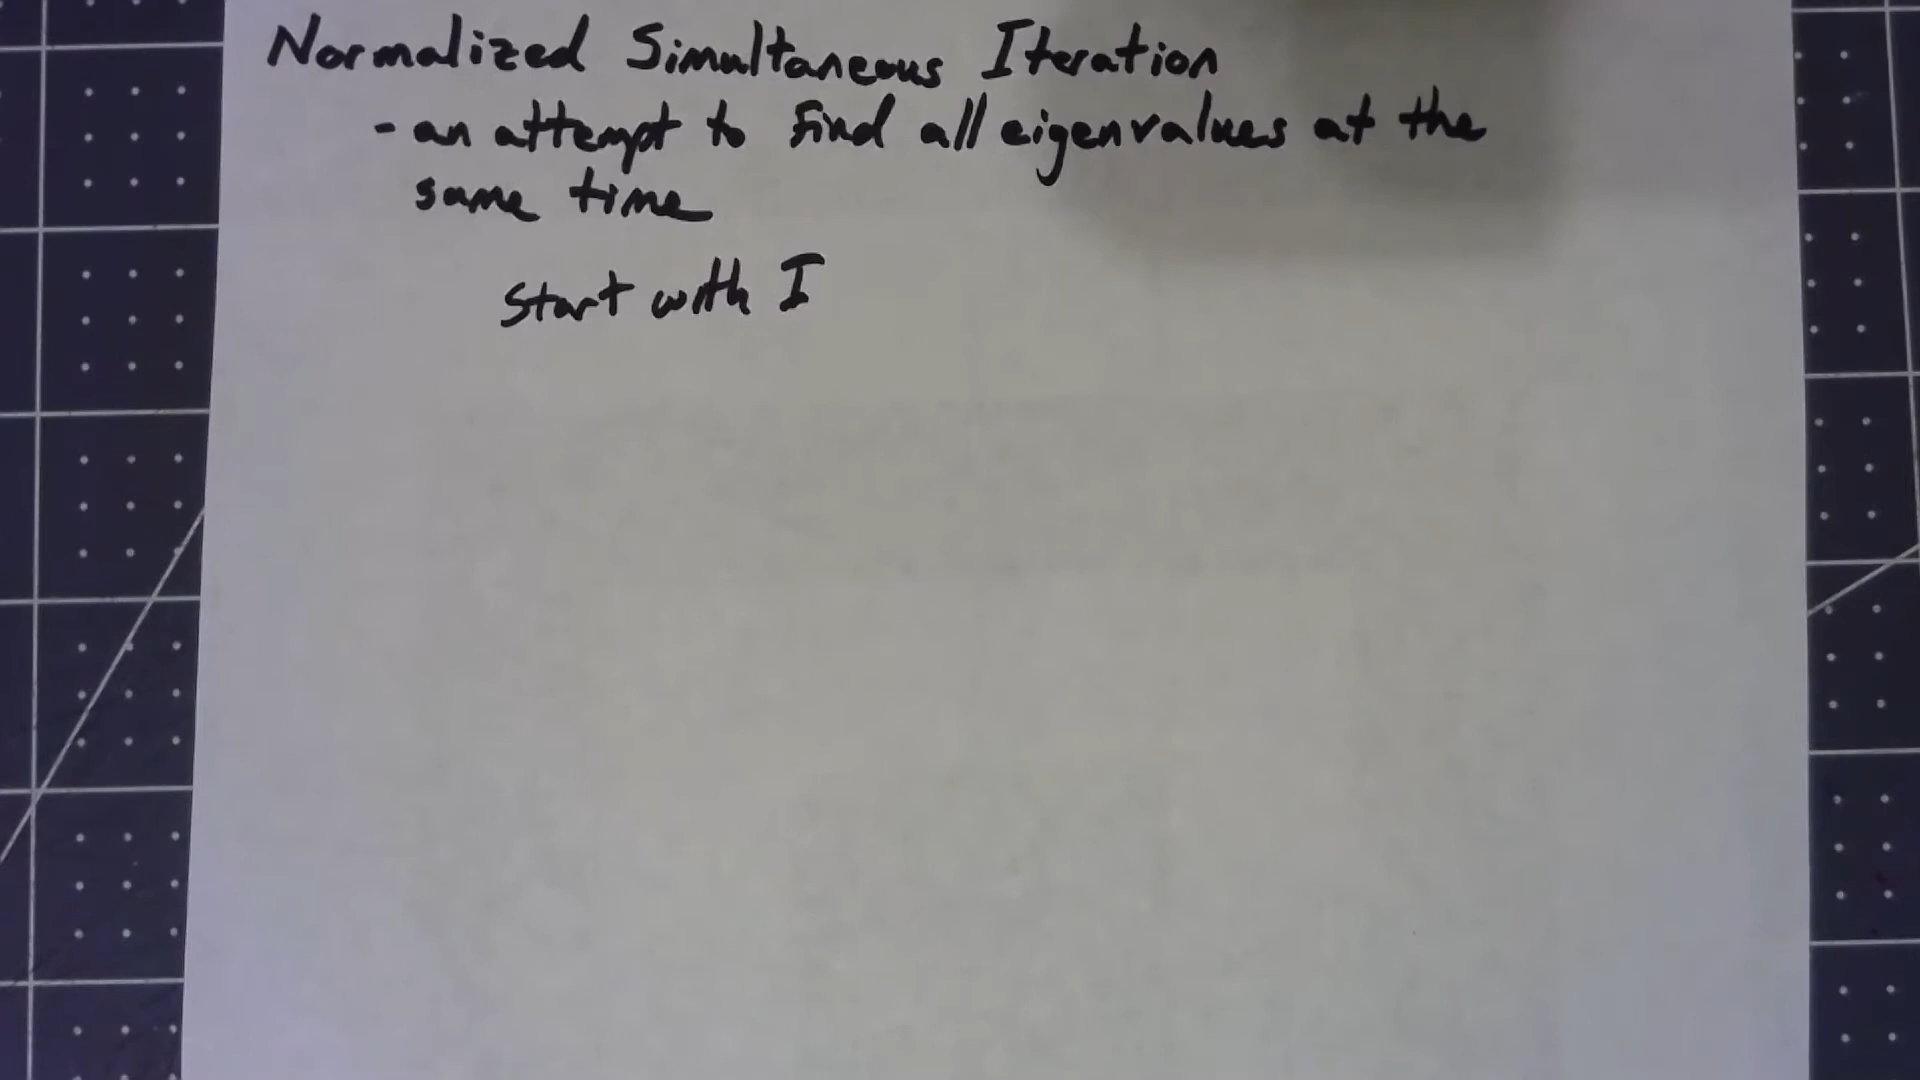 Normalized Simultaneous Iteration
- an attempt to find all eigenvalues at the
same time
Start with I